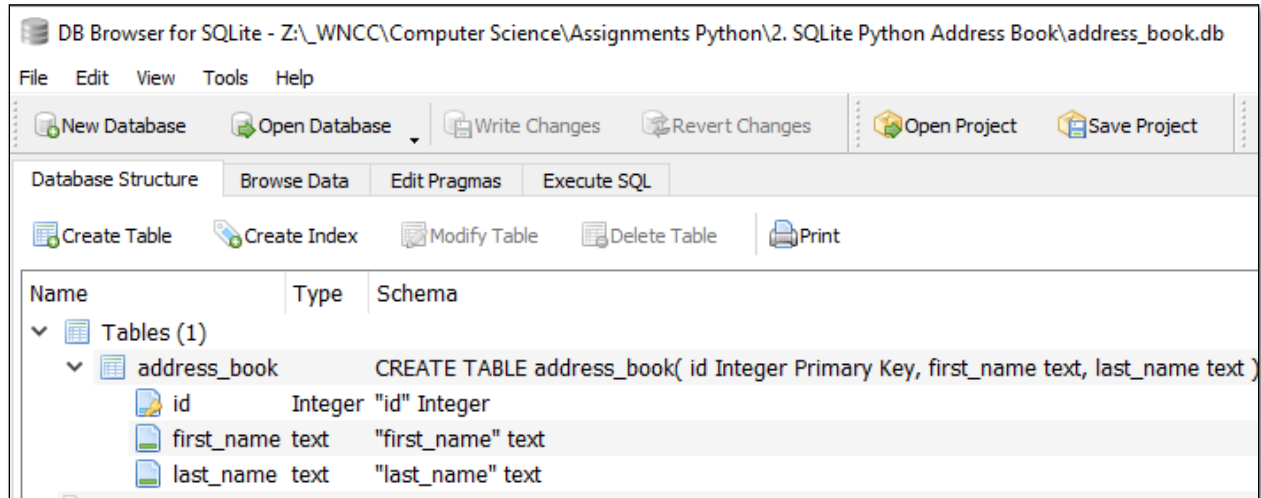 DB Browser for SQLite - Z:\_WNCC\Computer Science\Assignments Python\2. SQLite Python Address Book\address_book.db
File Edit View Tools Help
New Database Open Database Write Changes Revert Changes Open Project Save Project
Database Structure Browse Data Edit Pragmas Execute SQL
Create Table Create Index Modify Table Delete Table Print
Name Type Schema
Tables (1)
address_book CREATE TABLE address_book( id Integer Primary Key, first_name text, last_name text )
id Integer "id" Integer
first_name text "first_name" text
last_name text "last_name" text